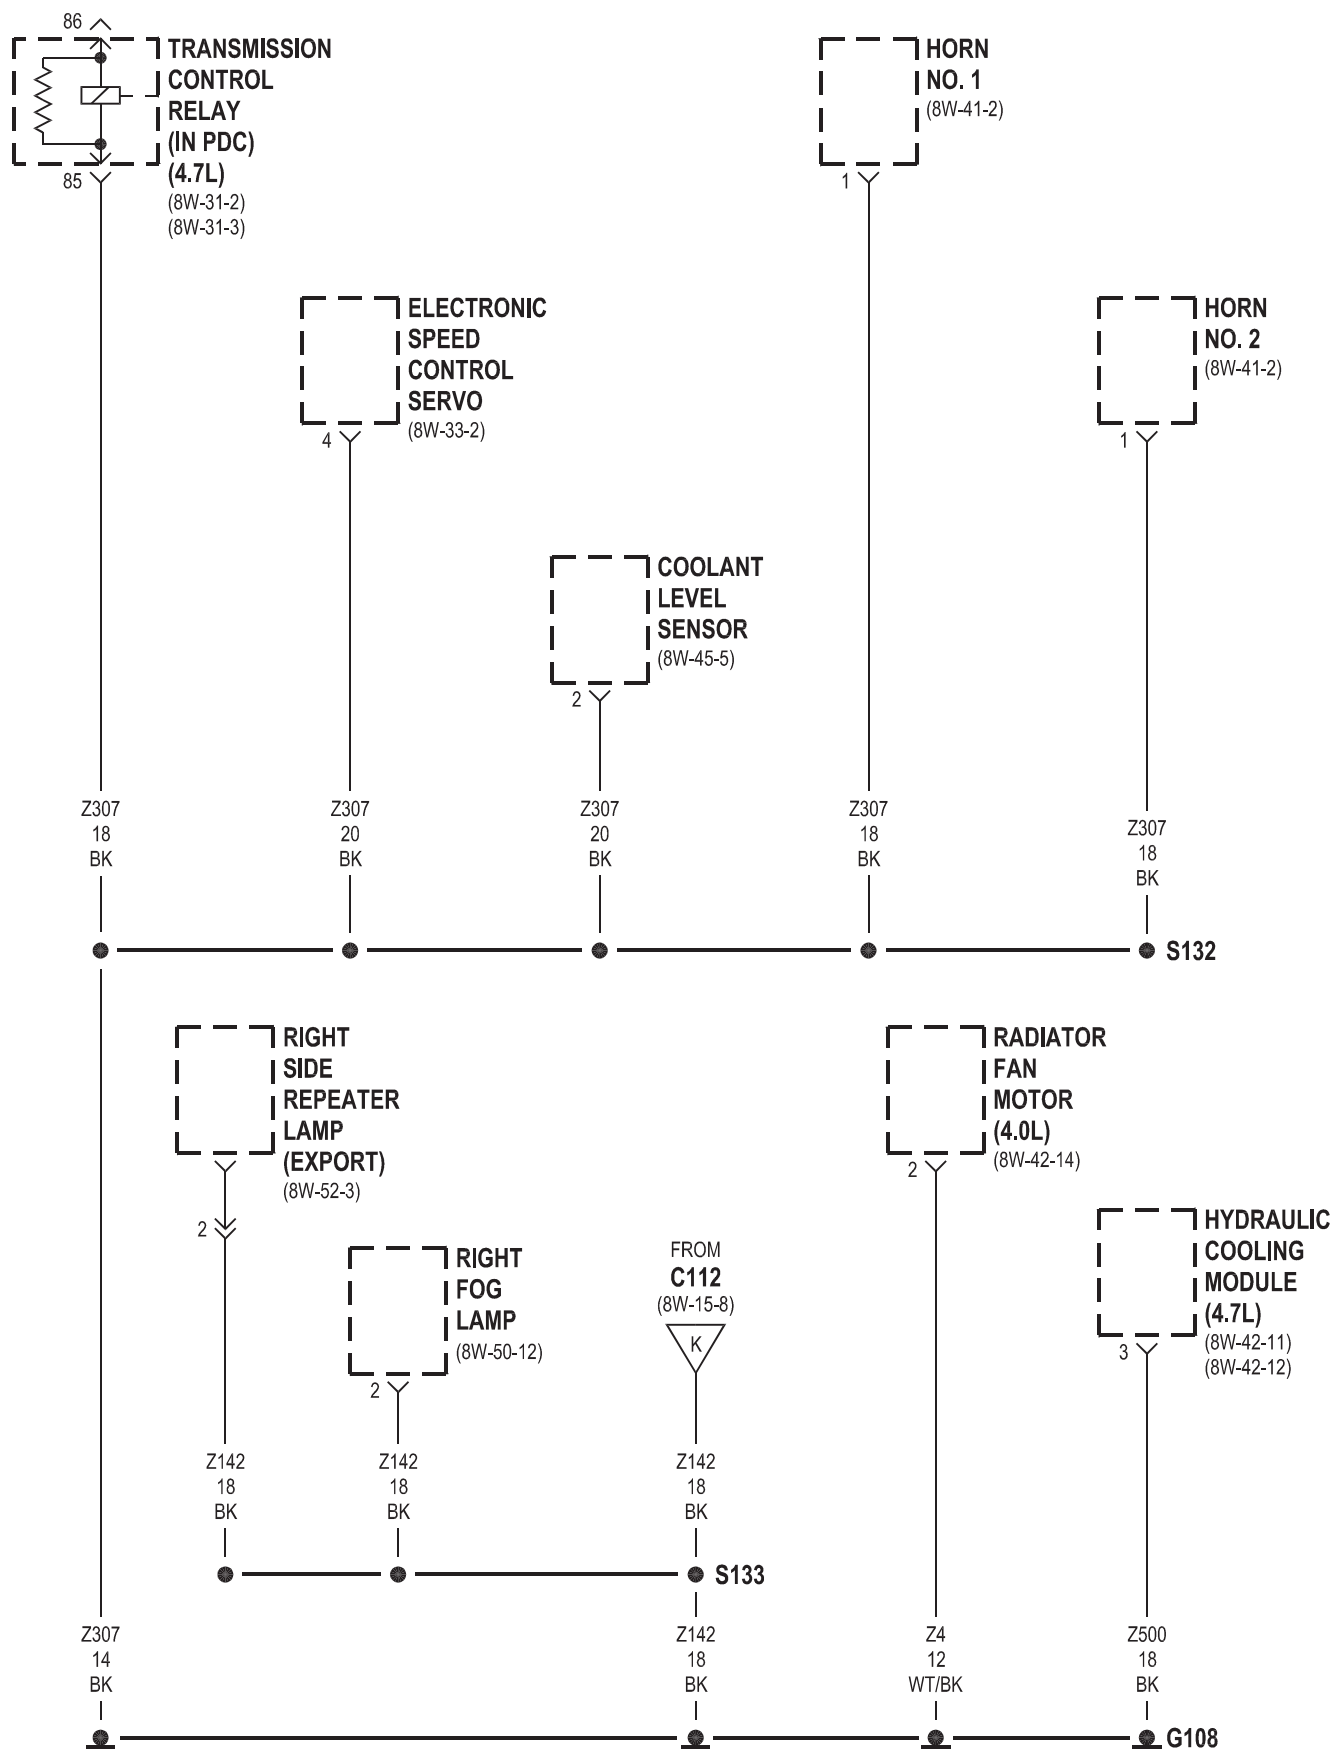 86
TRANSMISSION
CONTROL
RELAY
(IN PDC)
(4.7L)
(8W-31-2)
(8W-31-3)
85
HORN
NO. 1
(8W-41-2)
1
ELECTRONIC
SPEED
CONTROL
SERVO
(8W-33-2)
4
HORN
NO. 2
(8W-41-2)
1
COOLANT
LEVEL
SENSOR
(8W-45-5)
2
Z307
18
BK
Z307
20
BK
Z307
20
BK
Z307
18
BK
Z307
18
BK
S132
RIGHT
SIDE
REPEATER
LAMP
(EXPORT)
(8W-52-3)
2
RADIATOR
FAN
MOTOR
(4.0L)
(8W-42-14)
2
RIGHT
FOG
LAMP
(8W-50-12)
2
FROM
C112
(8W-15-8)
K
HYDRAULIC
COOLING
MODULE
(4.7L)
(8W-42-11)
(8W-42-12)
3
Z142
18
BK
Z142
18
BK
Z142
18
BK
S133
Z307
14
BK
Z142
18
BK
Z4
12
WT/BK
Z500
18
BK
G108